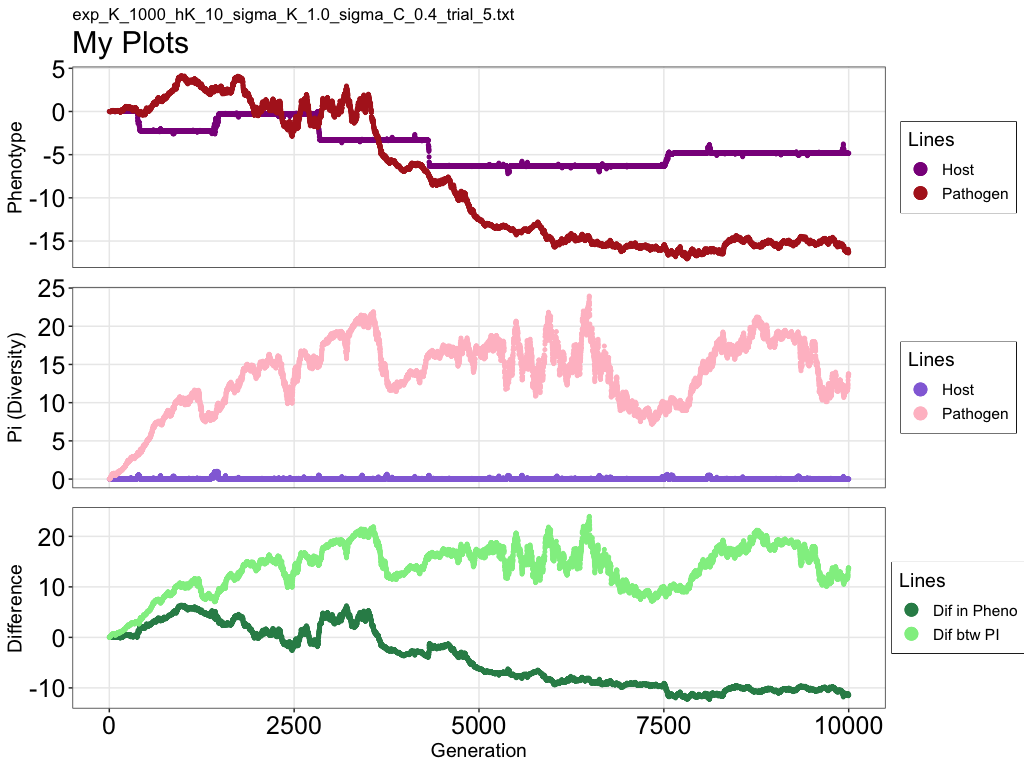 exp_K_1000_hK_10_sigma_K_1.0_sigma_C_0.4_trial_5.txt
My Plots
Phenotype
5
0
-5
-10
-15
Lines
Host
Pathogen
Pi (Diversity)
25
20
15
10
5
0
Lines
Host
Pathogen
Difference
20
10
0
-10
Lines
Dif in Pheno
Dif btw PI
0 2500 5000 7500 10000
Generation